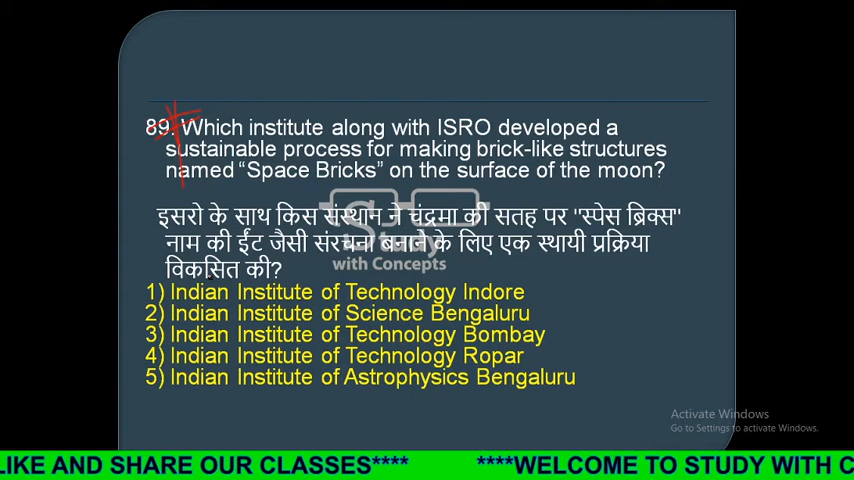 89. Which institute along with ISRO developed a
sustainable process for making brick-like structures
named “Space Bricks” on the surface of the moon?
इसरो के साथ किस संस्थान ने चंद्रमा की सतह पर "स्पेस ब्रिक्स"
नाम की ईंट जैसी संरचना बनाने के लिए एक स्थायी प्रक्रिया
विकसित की?
Study
with Concepts
1) Indian Institute of Technology Indore
2) Indian Institute of Science Bengaluru
3) Indian Institute of Technology Bombay
4) Indian Institute of Technology Ropar
5) Indian Institute of Astrophysics Bengaluru
Activate Windows
Go to Settings to activate Windows.
LIKE AND SHARE OUR CLASSES**** ****WELCOME TO STUDY WITH C